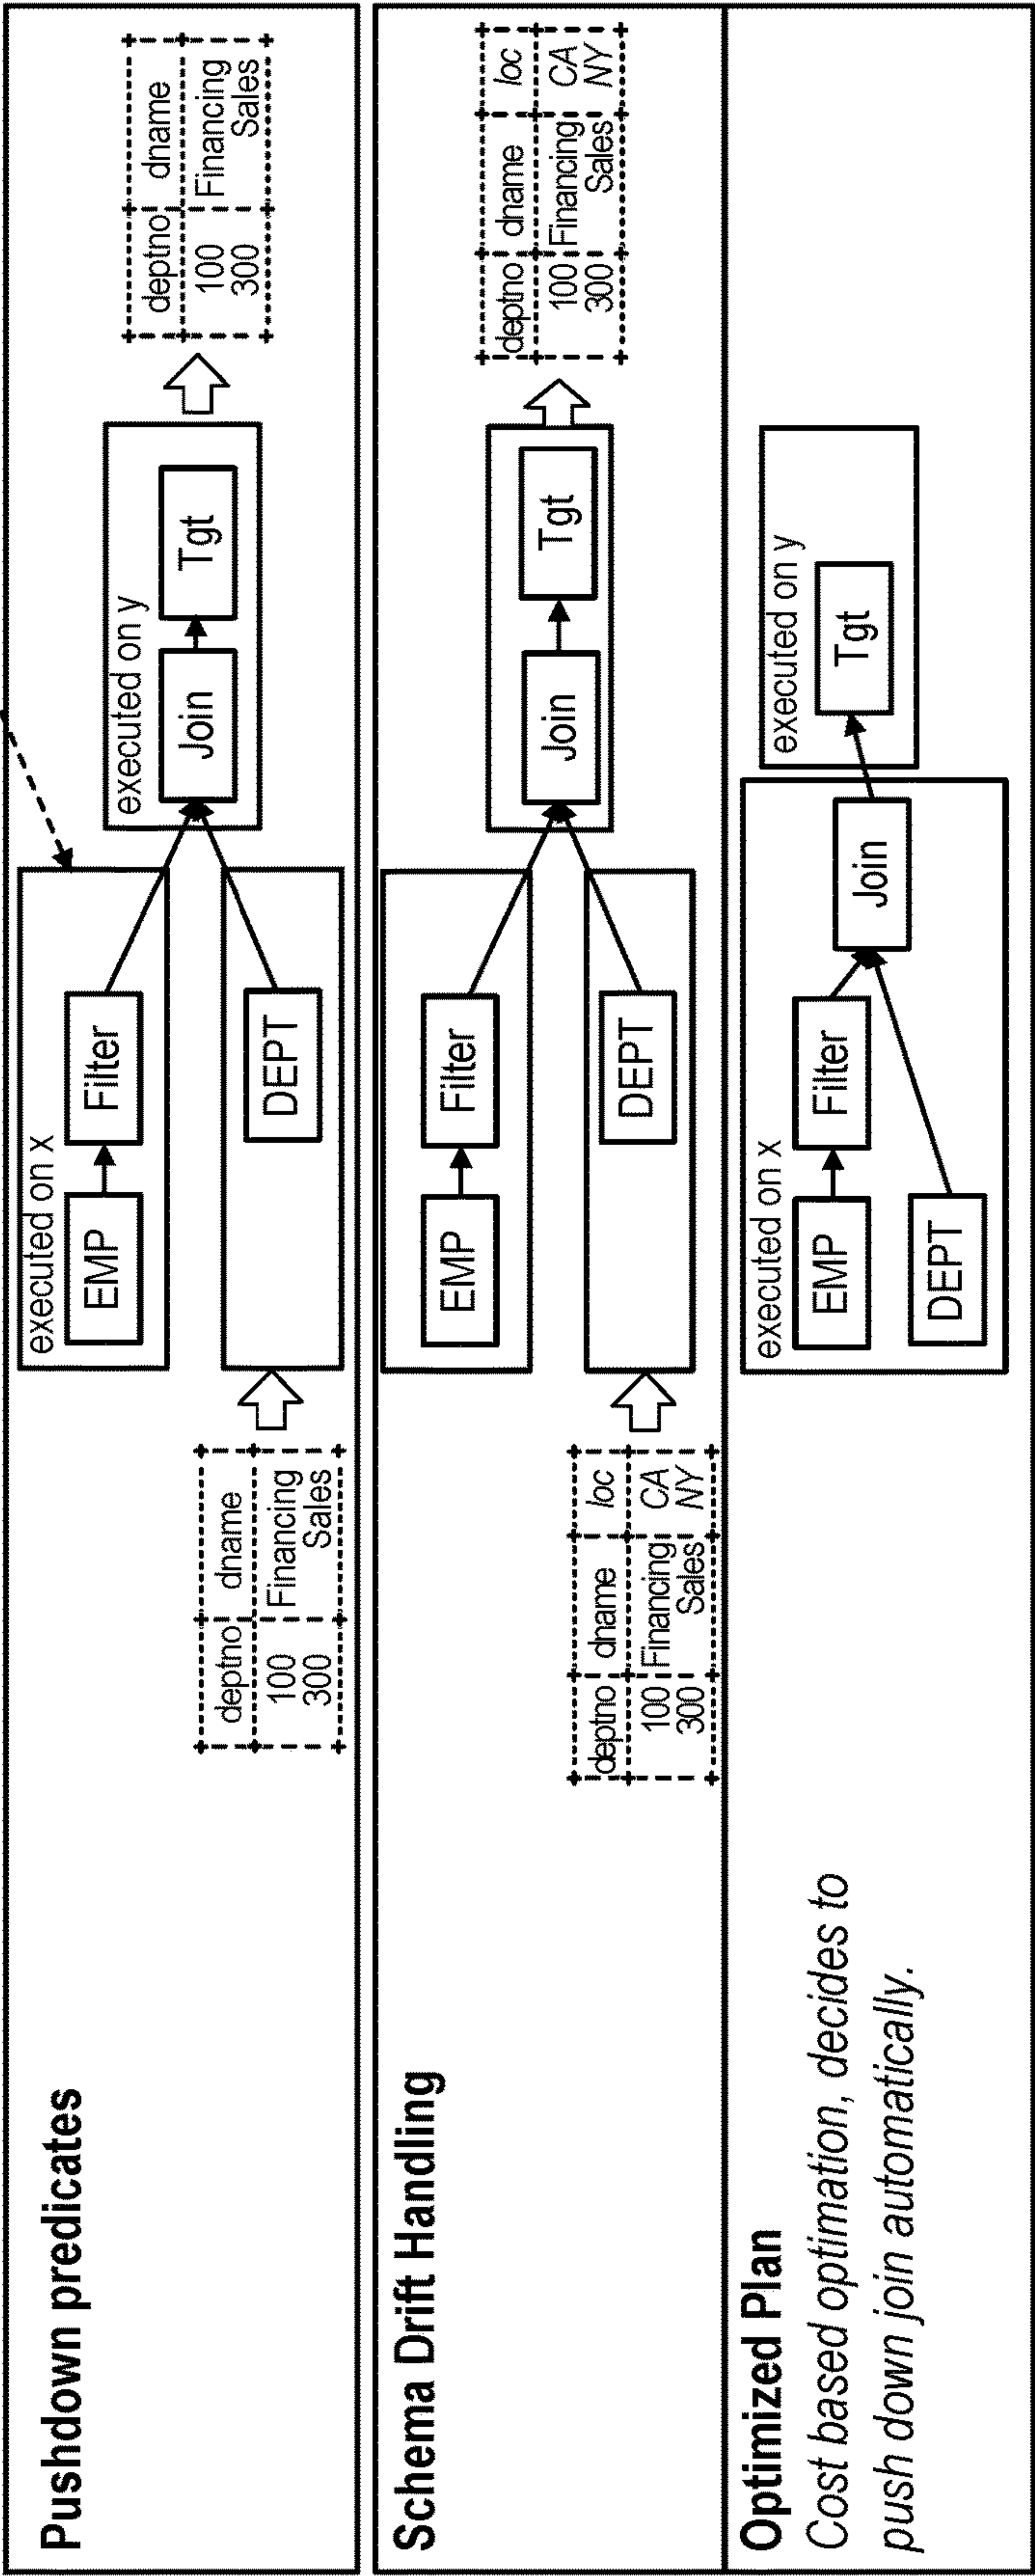 Pushdown predicates
deptno dname
100 Financing
300 Sales
executed on x
EMP
Filter
DEPT
executed on y
Join
Tgt
deptno dname
100 Financing
300 Sales
Schema Drift Handling
deptno dname loc
100 Financing CA
300 Sales NY
EMP
Filter
DEPT
Join
Tgt
deptno dname loc
100 Financing CA
300 Sales NY
Optimized Plan
Cost based optimation, decides to
push down join automatically.
executed on x
EMP
Filter
DEPT
Join
executed on y
Tgt